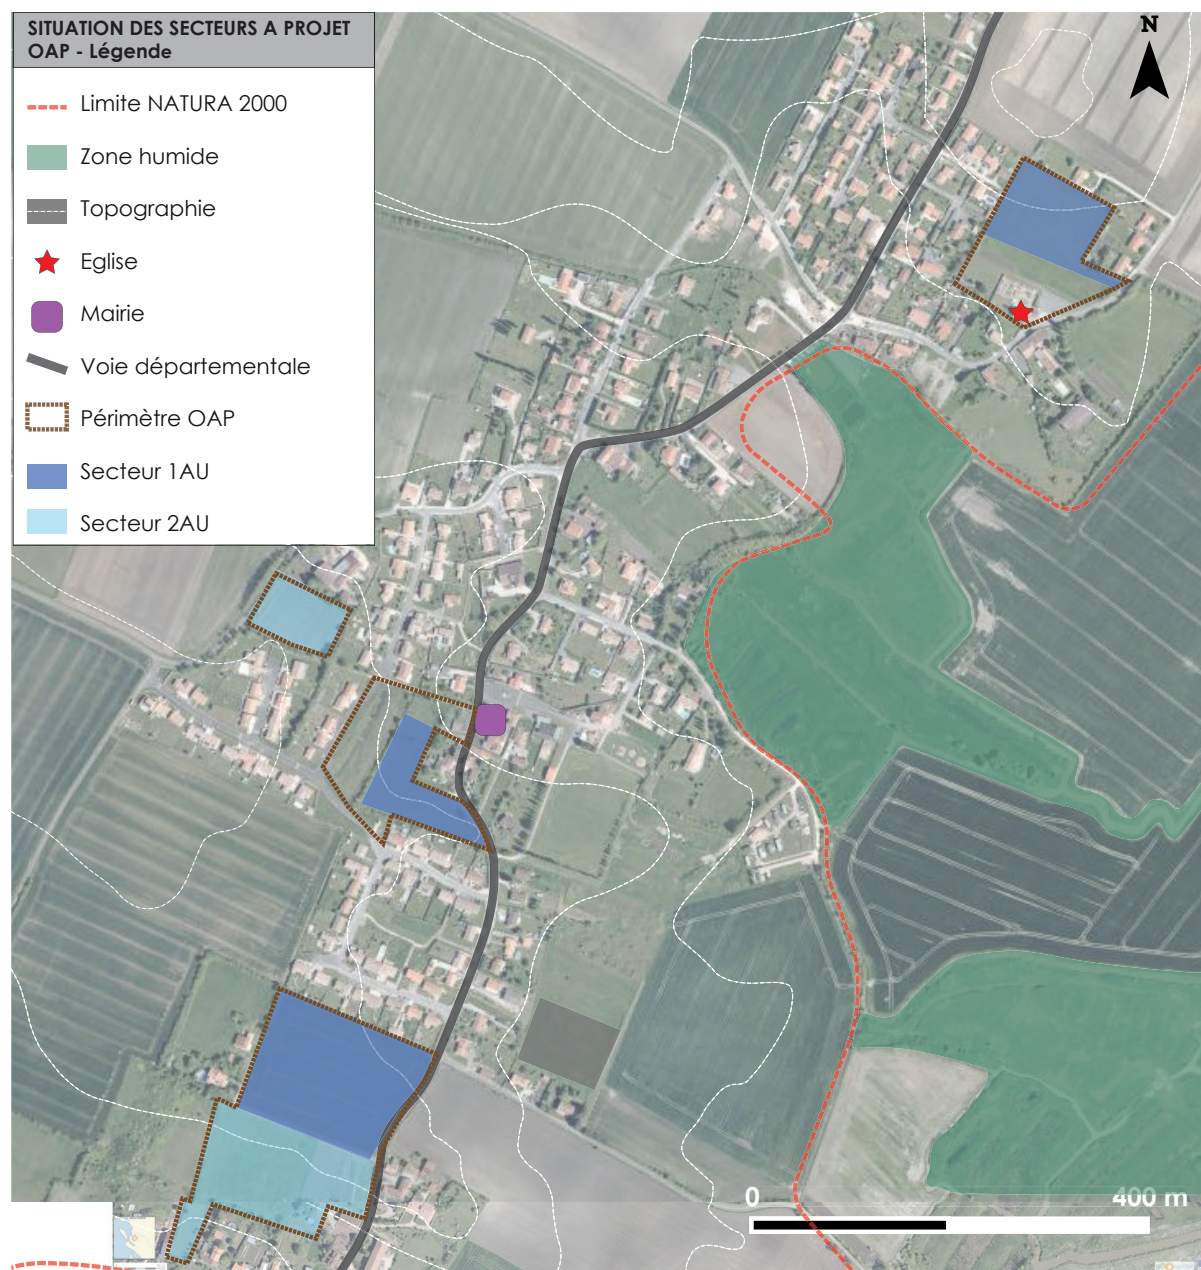 SITUATION DES SECTEURS A PROJET
OAP - Légende
Limite NATURA 2000
Zone humide
Topographie
Eglise
Mairie
Voie départementale
Périmètre OAP
Secteur 1AU
Secteur 2AU
N
0
400 m